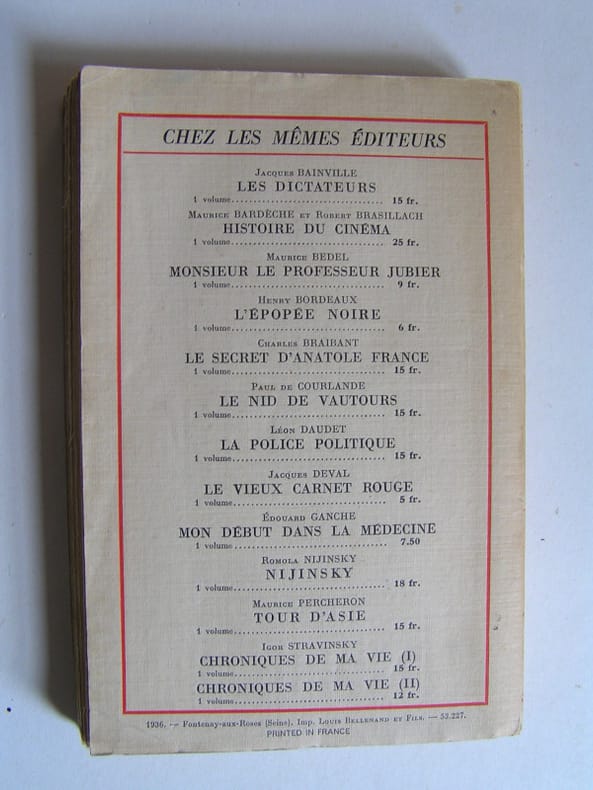 CHEZ LES MÊMES ÉDITEURS
Jacques BAINVILLE
LES DICTATEURS
1 volume........................................ 15 fr.
Maurice BARDÈCHE et Robert BRASILLACH
HISTOIRE DU CINÉMA
1 volume........................................ 25 fr.
Maurice BEDEL
MONSIEUR LE PROFESSEUR JUBIER
1 volume........................................ 9 fr.
Henry BORDEAUX
L'ÉPOPÉE NOIRE
1 volume........................................ 6 fr.
Charles BRAIBANT
LE SECRET D'ANATOLE FRANCE
1 volume........................................ 15 fr.
Paul de COURLANDE
LE NID DE VAUTOURS
1 volume........................................ 15 fr.
Léon DAUDET
LA POLICE POLITIQUE
1 volume........................................ 15 fr.
Jacques DEVAL
LE VIEUX CARNET ROUGE
1 volume........................................ 5 fr.
Édouard GANCHE
MON DÉBUT DANS LA MÉDECINE
1 volume........................................ 7.50
Romola NIJINSKY
NIJINSKY
1 volume........................................ 18 fr.
Maurice PERCHERON
TOUR D'ASIE
1 volume........................................ 15 fr.
Igor STRAVINSKY
CHRONIQUES DE MA VIE (I)
1 volume........................................ 15 fr.
CHRONIQUES DE MA VIE (II)
1 volume........................................ 12 fr.
1936. — Fontenay-aux-Roses (Seine). Imp. Louis Bellenand et Fils. — 53.227.
PRINTED IN FRANCE